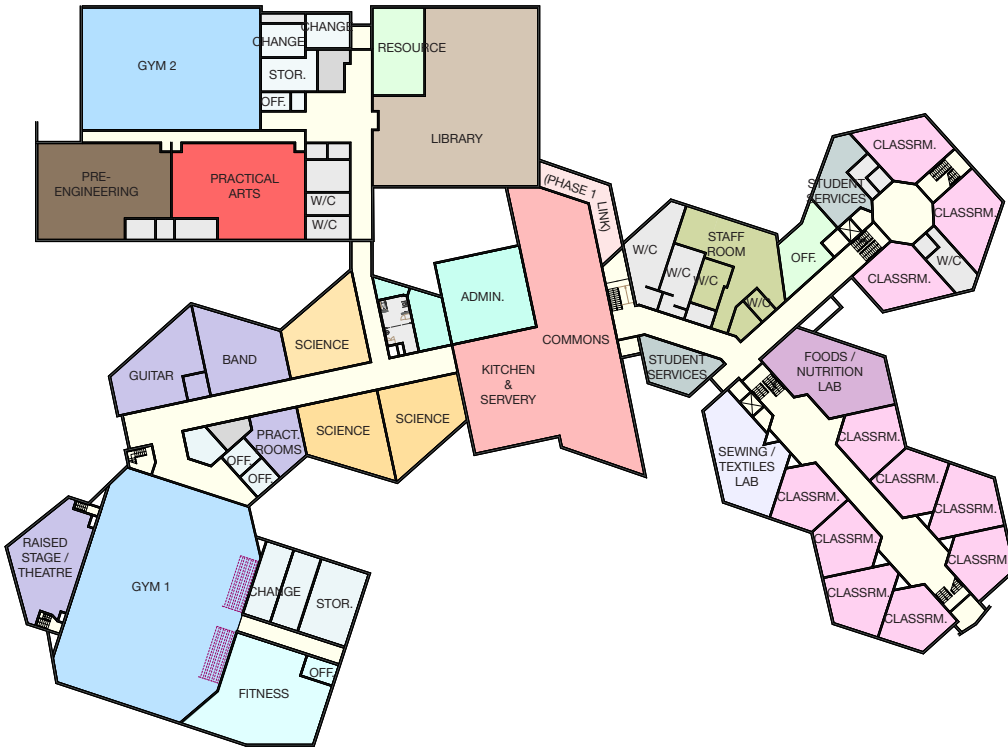 CHANGE
CHANGE
RESOURCE
GYM 2
STOR.
OFF.
LIBRARY
PRE-
ENGINEERING
PRACTICAL
ARTS
W/C
W/C
(PHASE 1
LINK)
CLASSRM.
STUDENT
SERVICES
CLASSRM.
W/C
CLASSRM.
OFF.
STAFF
ROOM
W/C
W/C
W/C
W/C
ADMIN.
COMMONS
KITCHEN
&
SERVERY
STUDENT
SERVICES
FOODS /
NUTRITION
LAB
SCIENCE
BAND
GUITAR
PRACT.
ROOMS
SCIENCE
SCIENCE
OFF.
OFF.
SEWING /
TEXTILES
LAB
CLASSRM.
CLASSRM.
CLASSRM.
CLASSRM.
CLASSRM.
CLASSRM.
CLASSRM.
CLASSRM.
RAISED
STAGE /
THEATRE
GYM 1
CHANGE
STOR.
OFF.
FITNESS